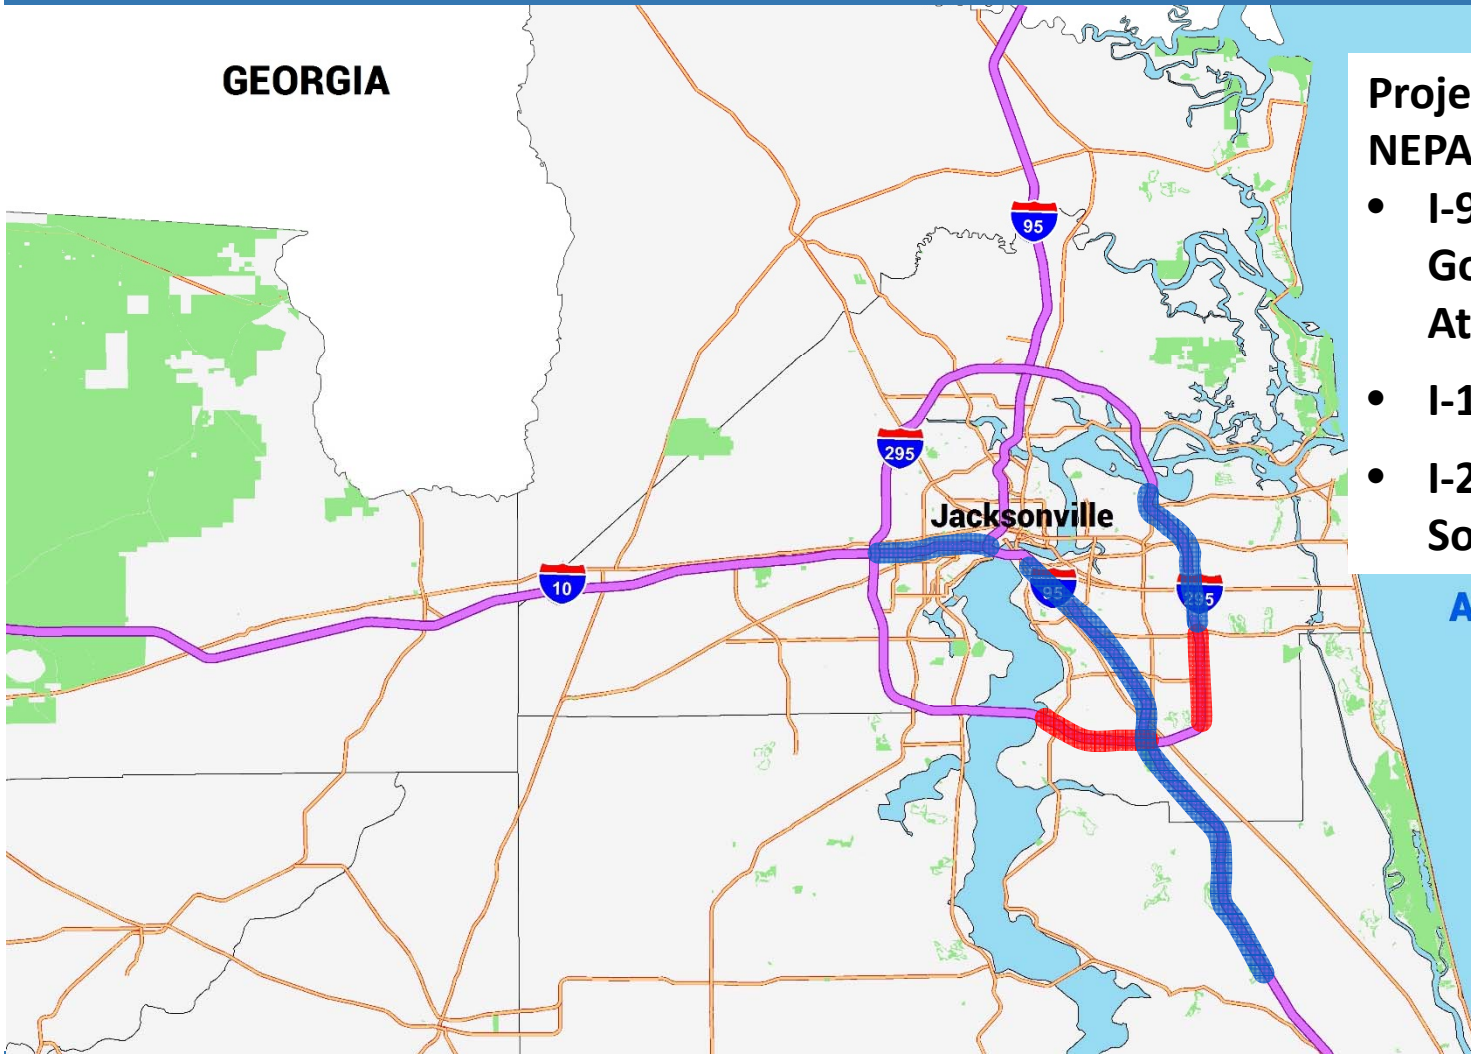 GEORGIA
Proje
NEPA
• I-9
Go
At
• I-1
• I-2
So
A
95
295
Jacksonville
10
95
295